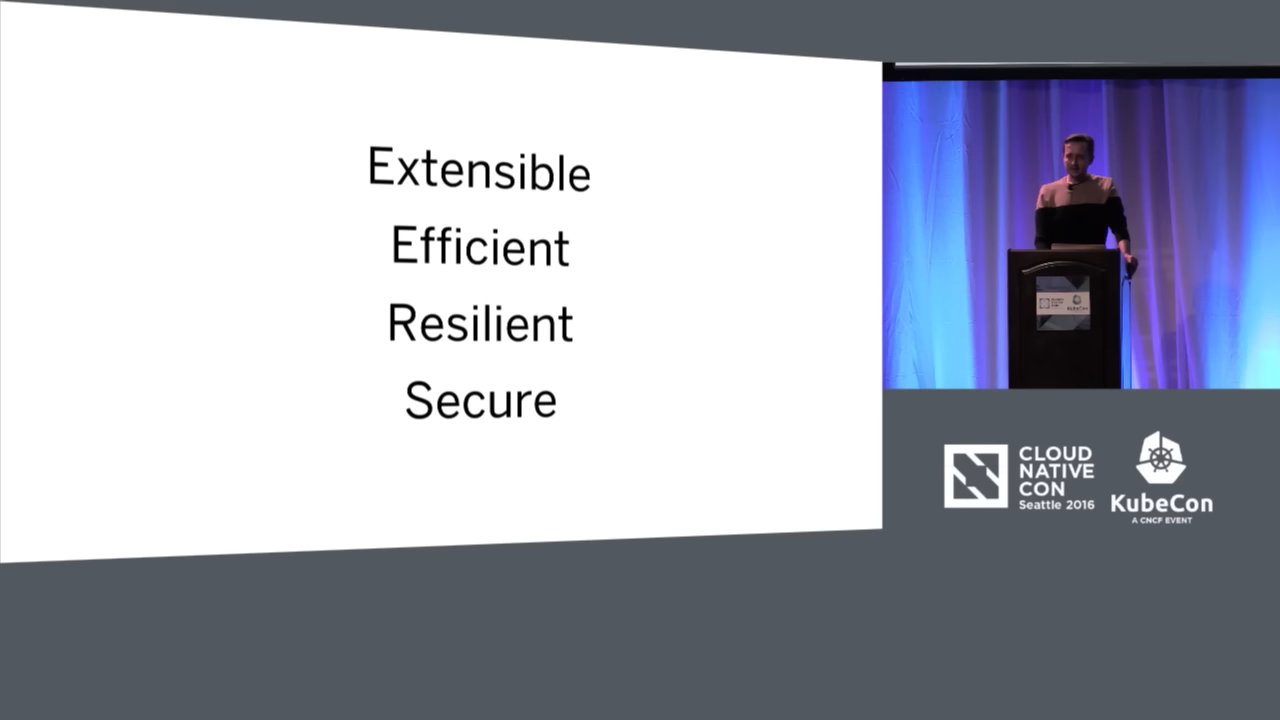 Extensible
Efficient
Resilient
Secure
CLOUD
NATIVE
CON
Seattle 2016
KubeCon
A CNCF EVENT